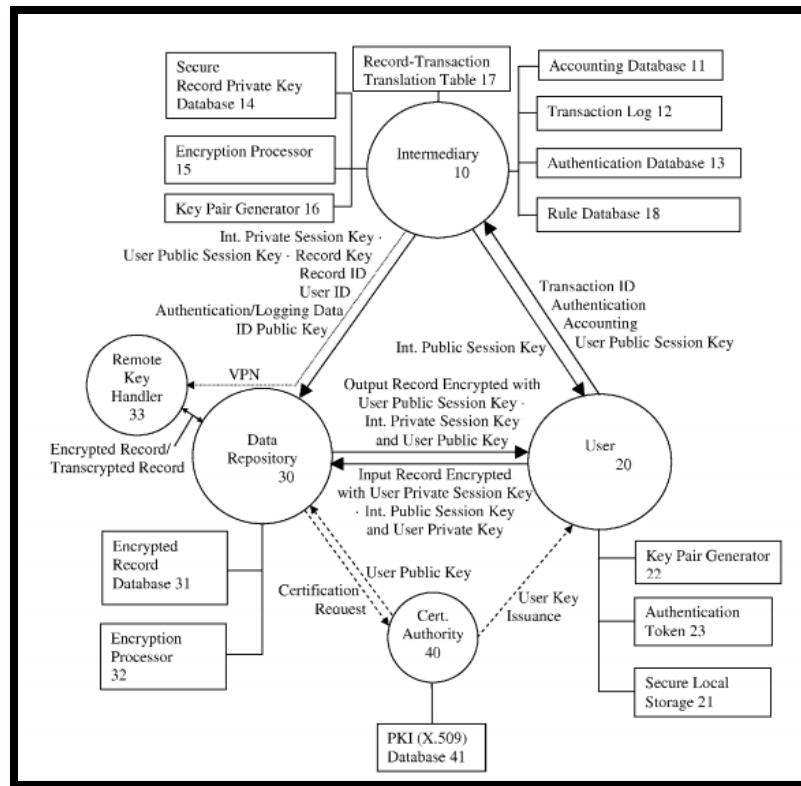 Secure
Record Private Key
Database 14
Encryption Processor
15
Key Pair Generator 16
Record-Transaction
Translation Table 17
Accounting Database 11
Transaction Log 12
Authentication Database 13
Rule Database 18
Intermediary
10
Int. Private Session Key ·
User Public Session Key · Record Key
Record ID
User ID
Authentication/Logging Data
ID Public Key
Transaction ID
Authentication
Accounting
User Public Session Key
Int. Public Session Key
Remote
Key
Handler
33
VPN
Encrypted Record/
Transcrypted Record
Data
Repository
30
Output Record Encrypted with
User Public Session Key ·
Int. Private Session Key
and User Public Key
Input Record Encrypted
with User Private Session Key
· Int. Public Session Key
and User Private Key
User
20
Encrypted
Record
Database 31
Encryption
Processor
32
Certification
Request
User Public Key
User Key
Issuance
Cert.
Authority
40
Key Pair Generator
22
Authentication
Token 23
Secure Local
Storage 21
PKI (X.509)
Database 41